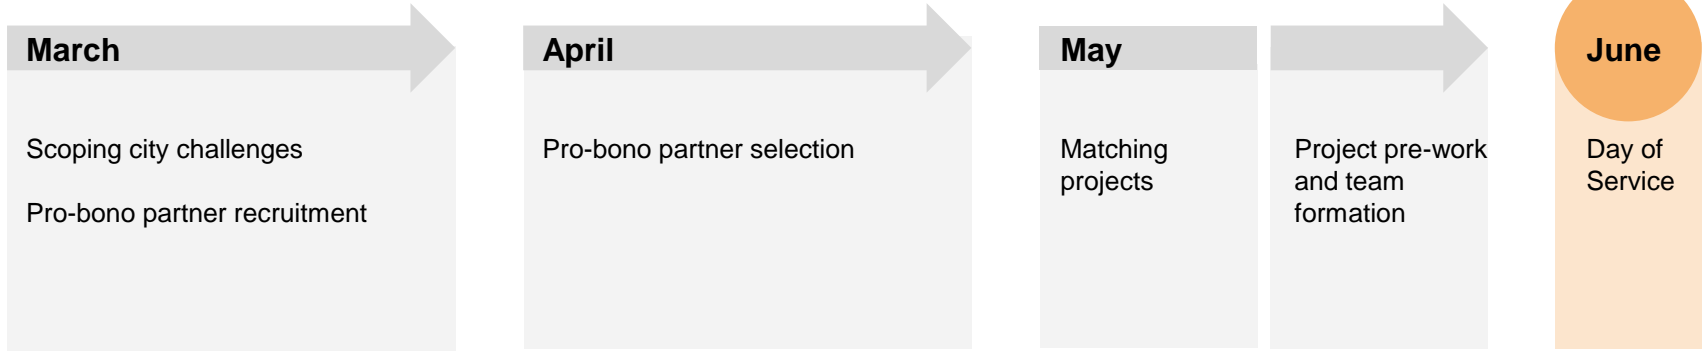 March
Scoping city challenges
Pro-bono partner recruitment
April
Pro-bono partner selection
May
Matching
projects
Project pre-work
and team
formation
June
Day of
Service